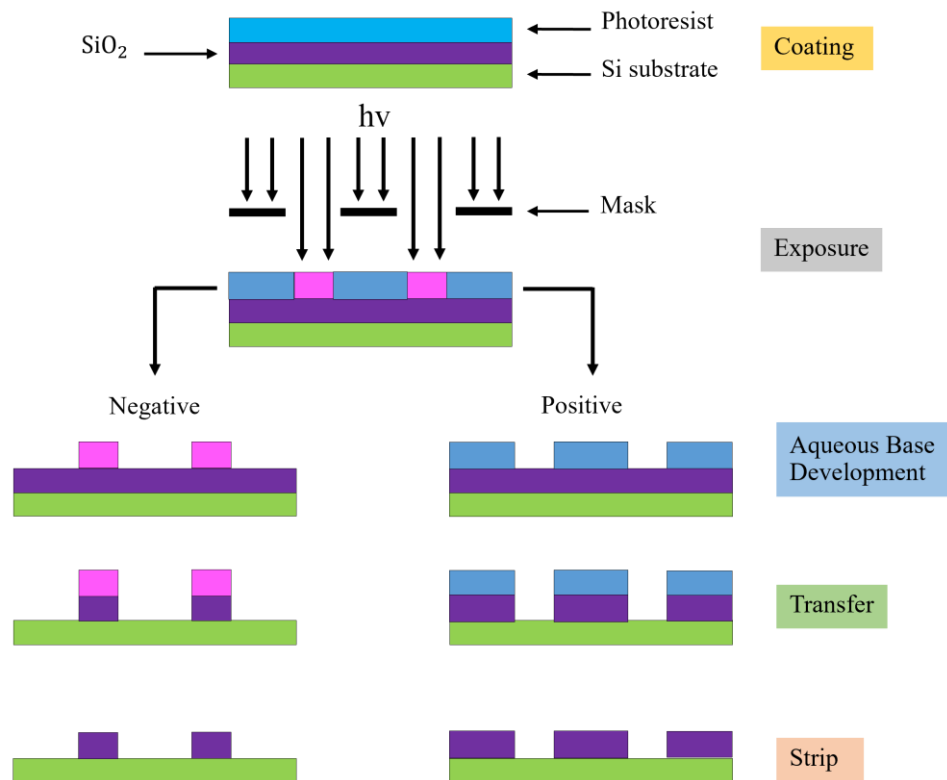 Photoresist
SiO₂
Coating
Si substrate
hv
Mask
Exposure
Negative
Positive
Aqueous Base
Development
Transfer
Strip